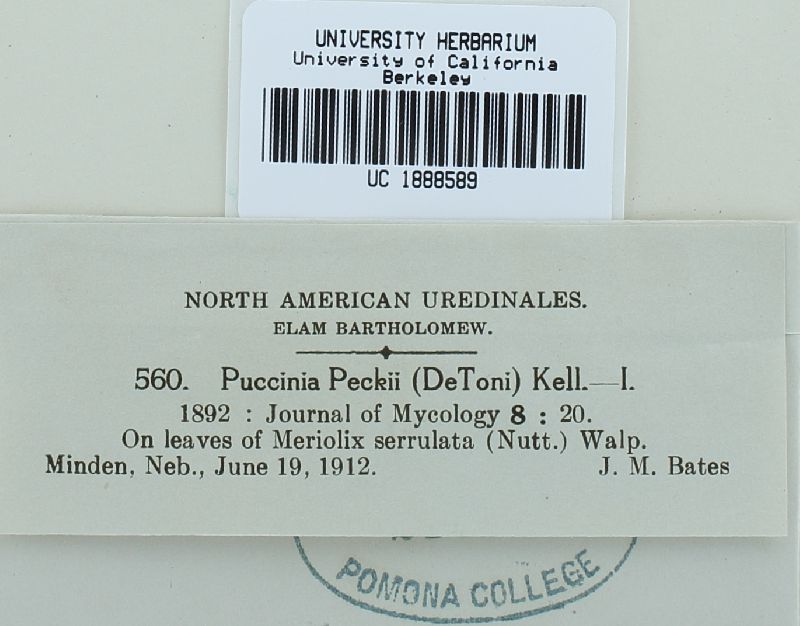 UNIVERSITY HERBARIUM
University of California
Berkeley
UC 1888589
NORTH AMERICAN UREDINALES.
ELAM BARTHOLOMEW.
560. Puccinia Peckii (DeToni) Kell.—I.
1892 : Journal of Mycology 8 : 20.
On leaves of Meriolix serrulata (Nutt.) Walp.
Minden, Neb., June 19, 1912. J. M. Bates
POMONA COLLEGE